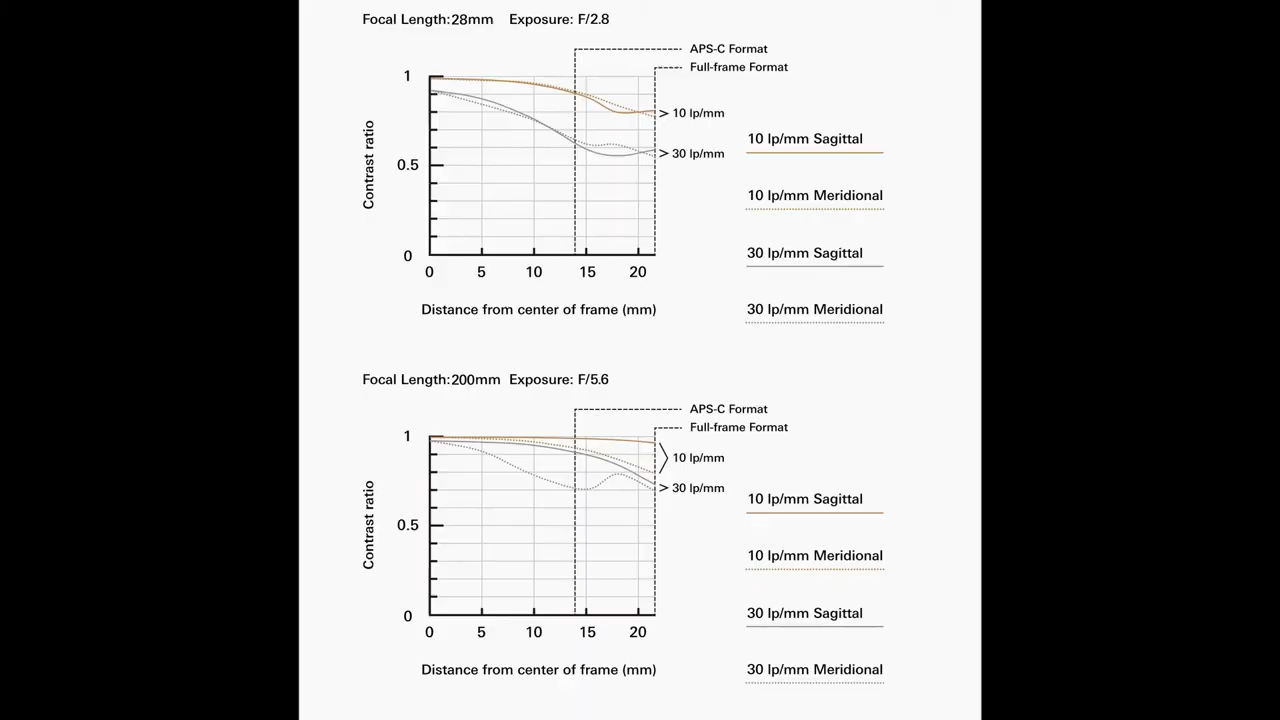 Focal Length:28mm Exposure: F/2.8
APS-C Format
Full-frame Format
1
10 lp/mm
30 lp/mm
0.5
0
Contrast ratio
0 5 10 15 20
Distance from center of frame (mm)
10 lp/mm Sagittal
10 lp/mm Meridional
30 lp/mm Sagittal
30 lp/mm Meridional
Focal Length:200mm Exposure: F/5.6
APS-C Format
Full-frame Format
1
10 lp/mm
30 lp/mm
0.5
0
Contrast ratio
0 5 10 15 20
Distance from center of frame (mm)
10 lp/mm Sagittal
10 lp/mm Meridional
30 lp/mm Sagittal
30 lp/mm Meridional